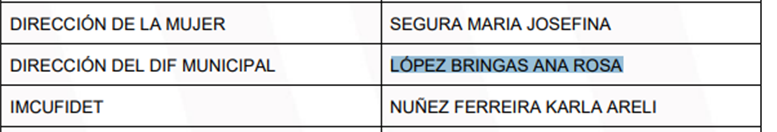 DIRECCIÓN DE LA MUJER SEGURA MARIA JOSEFINA
DIRECCIÓN DEL DIF MUNICIPAL LÓPEZ BRINGAS ANA ROSA
IMCUFIDET NUÑEZ FERREIRA KARLA ARELI